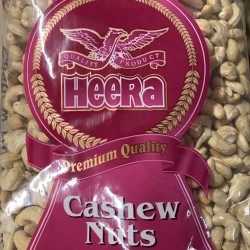 QUALITY PRODUCT
HEERA
Premium Quality
Cashew
Nuts